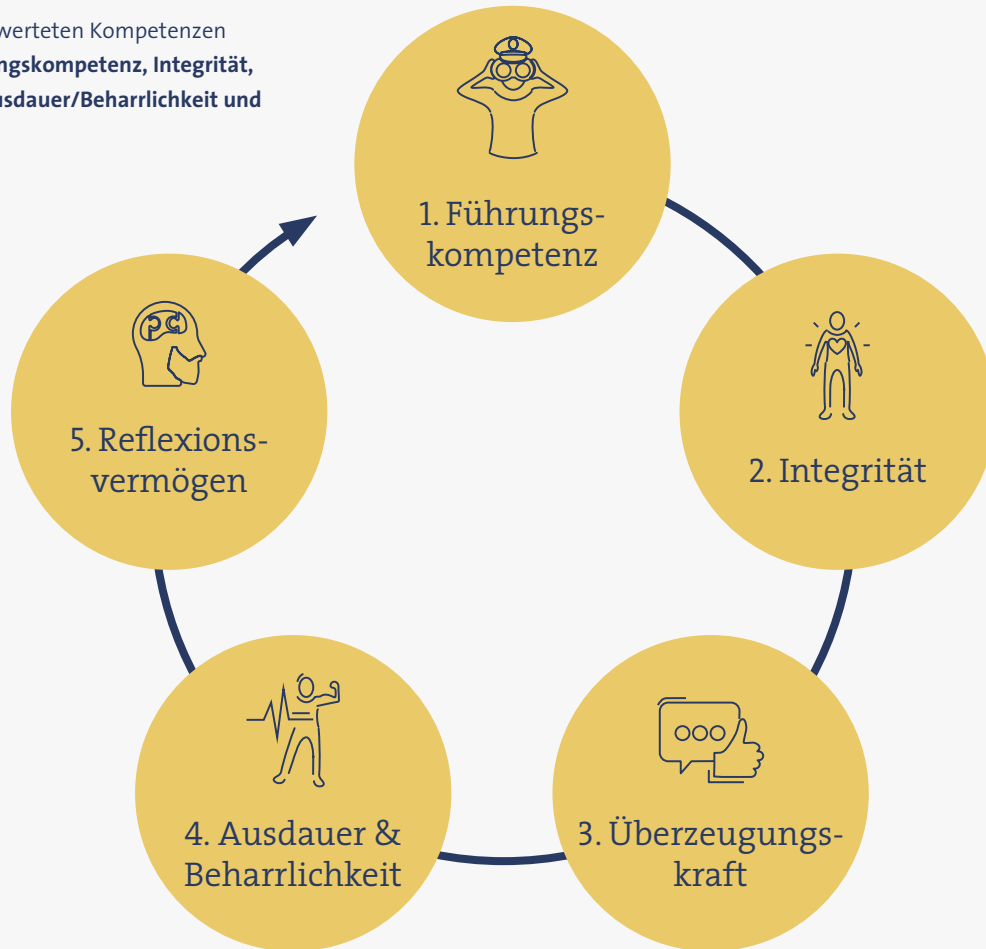 werteten Kompetenzen
ngskompetenz, Integrität,
usdauer/Beharrlichkeit und
1. Führungs-
kompetenz
2. Integrität
3. Überzeugungs-
kraft
4. Ausdauer &
Beharrlichkeit
5. Reflexions-
vermögen